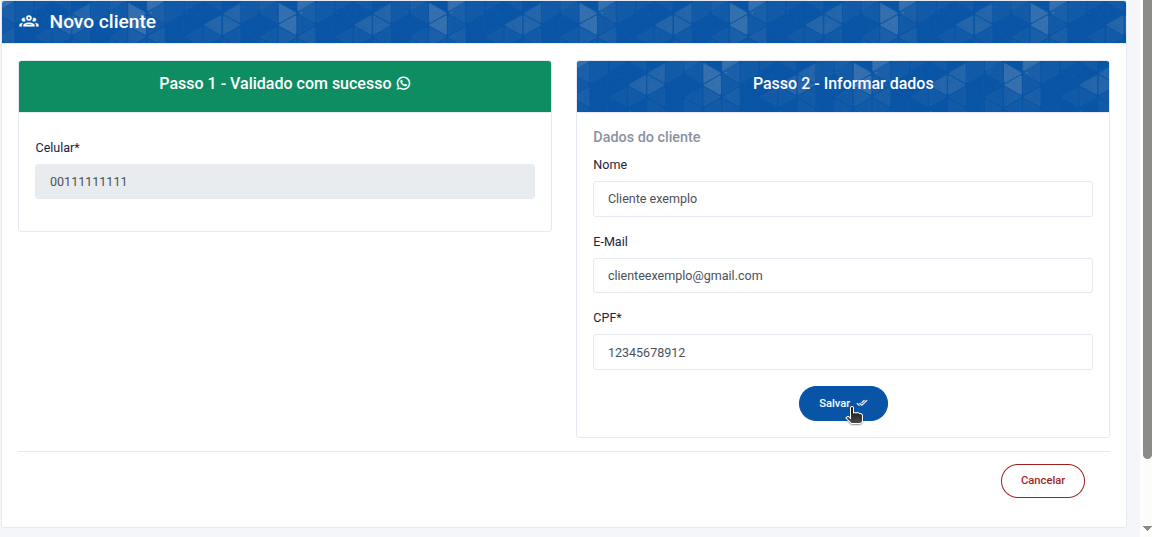 Novo cliente
Passo 1 - Validado com sucesso
Celular*
00111111111
Passo 2 - Informar dados
Dados do cliente
Nome
Cliente exemplo
E-Mail
clienteexemplo@gmail.com
CPF*
12345678912
Salvar
Cancelar